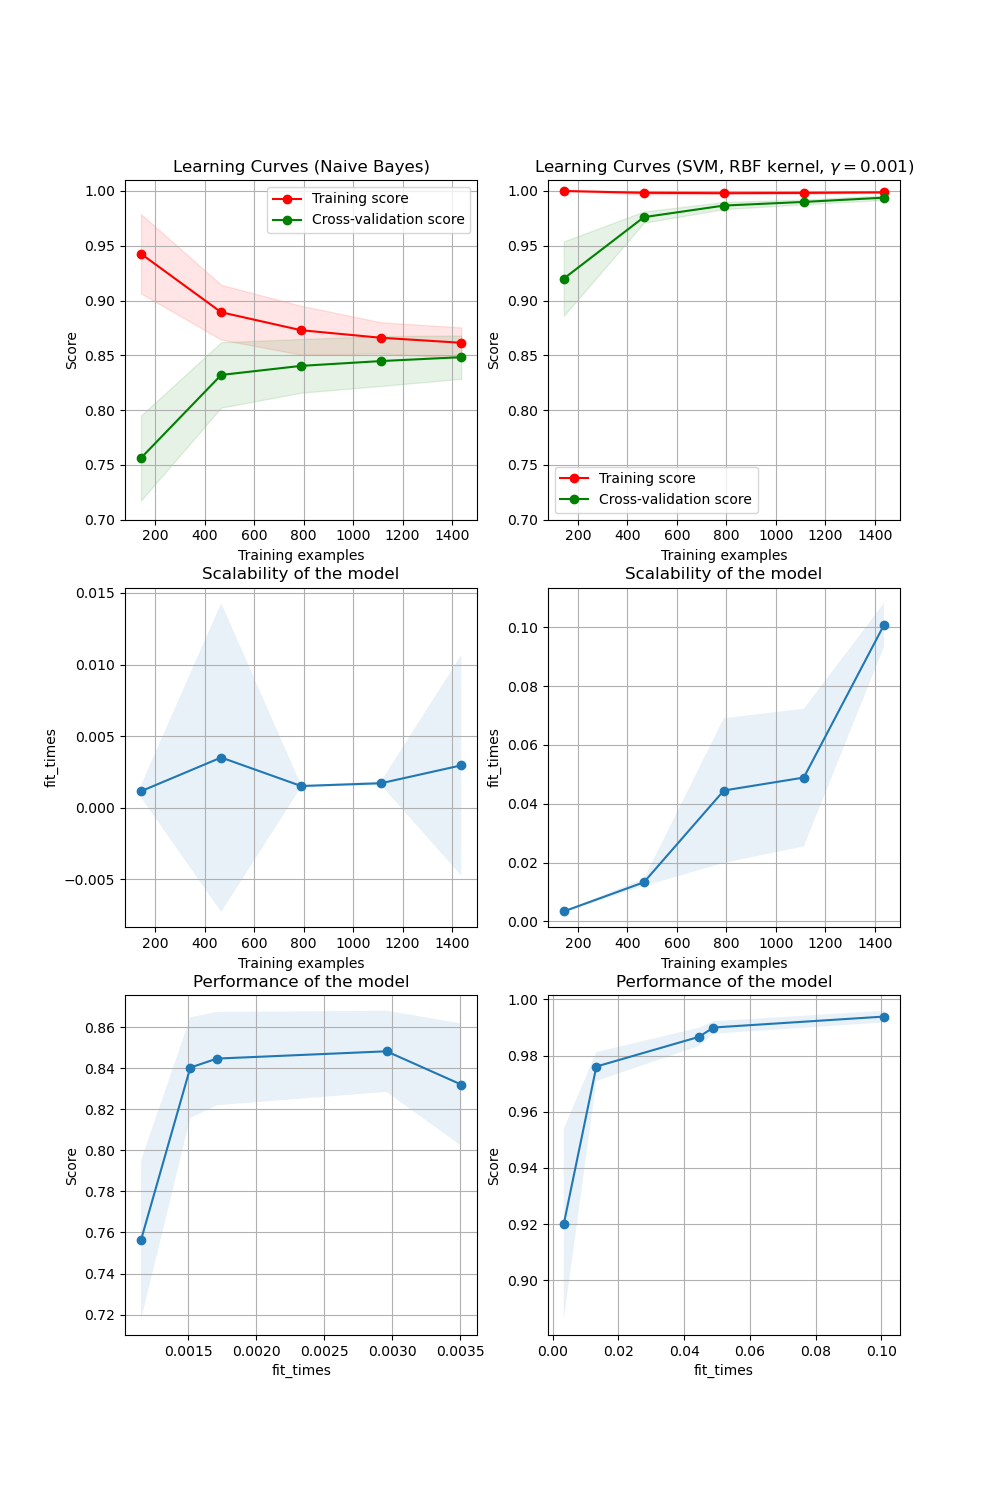 Learning Curves (Naive Bayes)
1.00
0.95
0.90
0.85
0.80
0.75
0.70
Score
Training score
Cross-validation score
200 400 600 800 1000 1200 1400
Training examples
Learning Curves (SVM, RBF kernel, γ = 0.001)
1.00
0.95
0.90
0.85
0.80
0.75
0.70
Score
Training score
Cross-validation score
200 400 600 800 1000 1200 1400
Training examples
Scalability of the model
0.015
0.010
0.005
0.000
−0.005
fit_times
200 400 600 800 1000 1200 1400
Training examples
Scalability of the model
0.10
0.08
0.06
0.04
0.02
0.00
fit_times
200 400 600 800 1000 1200 1400
Training examples
Performance of the model
0.86
0.84
0.82
0.80
0.78
0.76
0.74
0.72
Score
0.0015 0.0020 0.0025 0.0030 0.0035
fit_times
Performance of the model
1.00
0.98
0.96
0.94
0.92
0.90
Score
0.00 0.02 0.04 0.06 0.08 0.10
fit_times